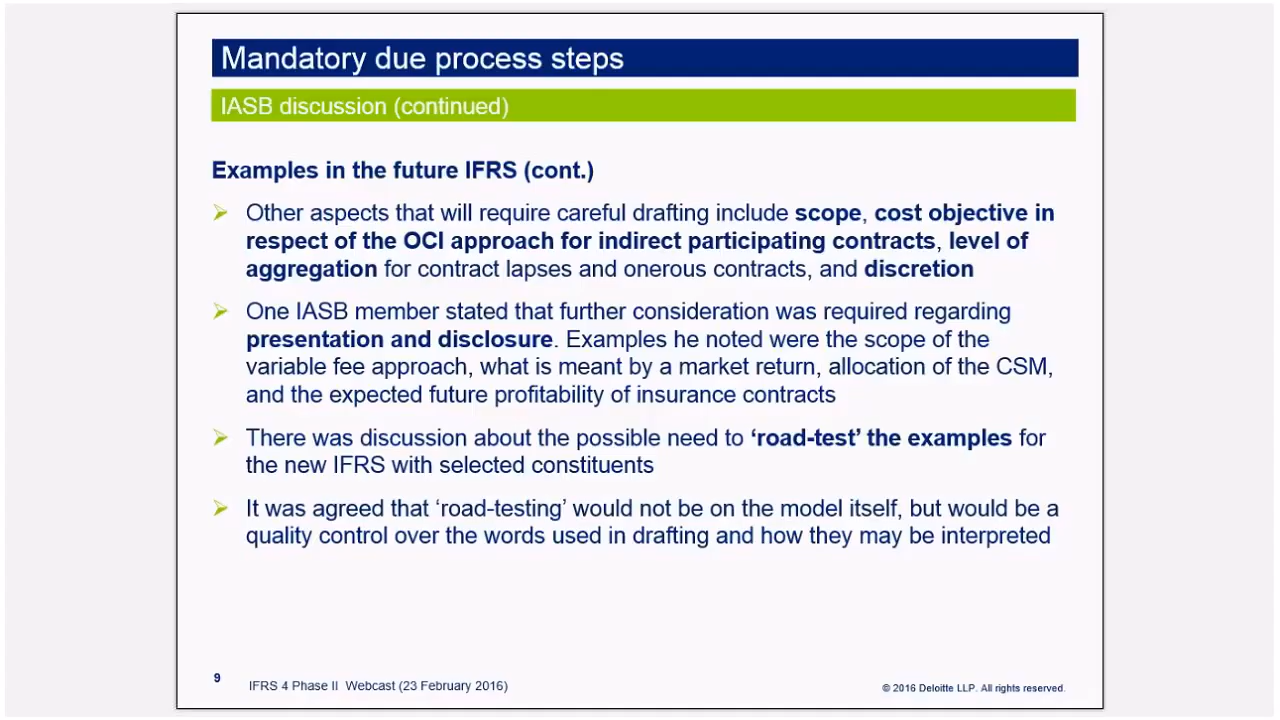 Mandatory due process steps
IASB discussion (continued)
Examples in the future IFRS (cont.)
➢ Other aspects that will require careful drafting include scope, cost objective in
respect of the OCI approach for indirect participating contracts, level of
aggregation for contract lapses and onerous contracts, and discretion
➢ One IASB member stated that further consideration was required regarding
presentation and disclosure. Examples he noted were the scope of the
variable fee approach, what is meant by a market return, allocation of the CSM,
and the expected future profitability of insurance contracts
➢ There was discussion about the possible need to ‘road-test’ the examples for
the new IFRS with selected constituents
➢ It was agreed that ‘road-testing’ would not be on the model itself, but would be a
quality control over the words used in drafting and how they may be interpreted
9 IFRS 4 Phase II Webcast (23 February 2016)
© 2016 Deloitte LLP. All rights reserved.